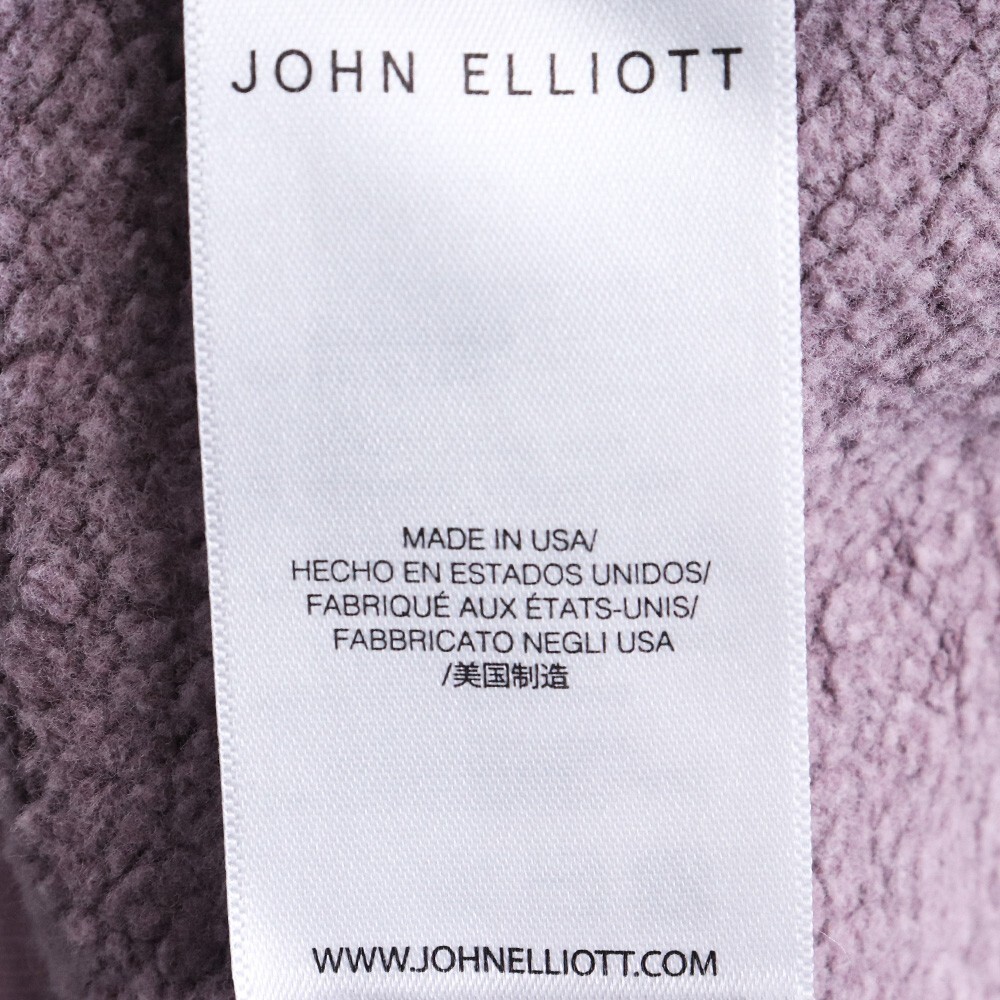 JOHN ELLIOTT
MADE IN USA/
HECHO EN ESTADOS UNIDOS/
FABRIQUÉ AUX ÉTATS-UNIS/
FABBRICATO NEGLI USA
/美国制造
WWW.JOHNELLIOTT.COM